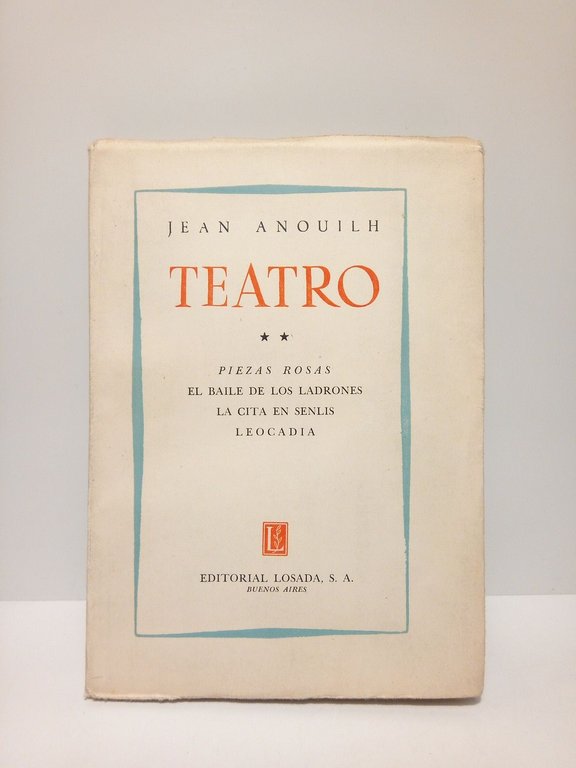 JEAN ANOUILH
TEATRO
★ ★
PIEZAS ROSAS
EL BAILE DE LOS LADRONES
LA CITA EN SENLIS
LEOCADIA
L
EDITORIAL LOSADA, S. A.
BUENOS AIRES